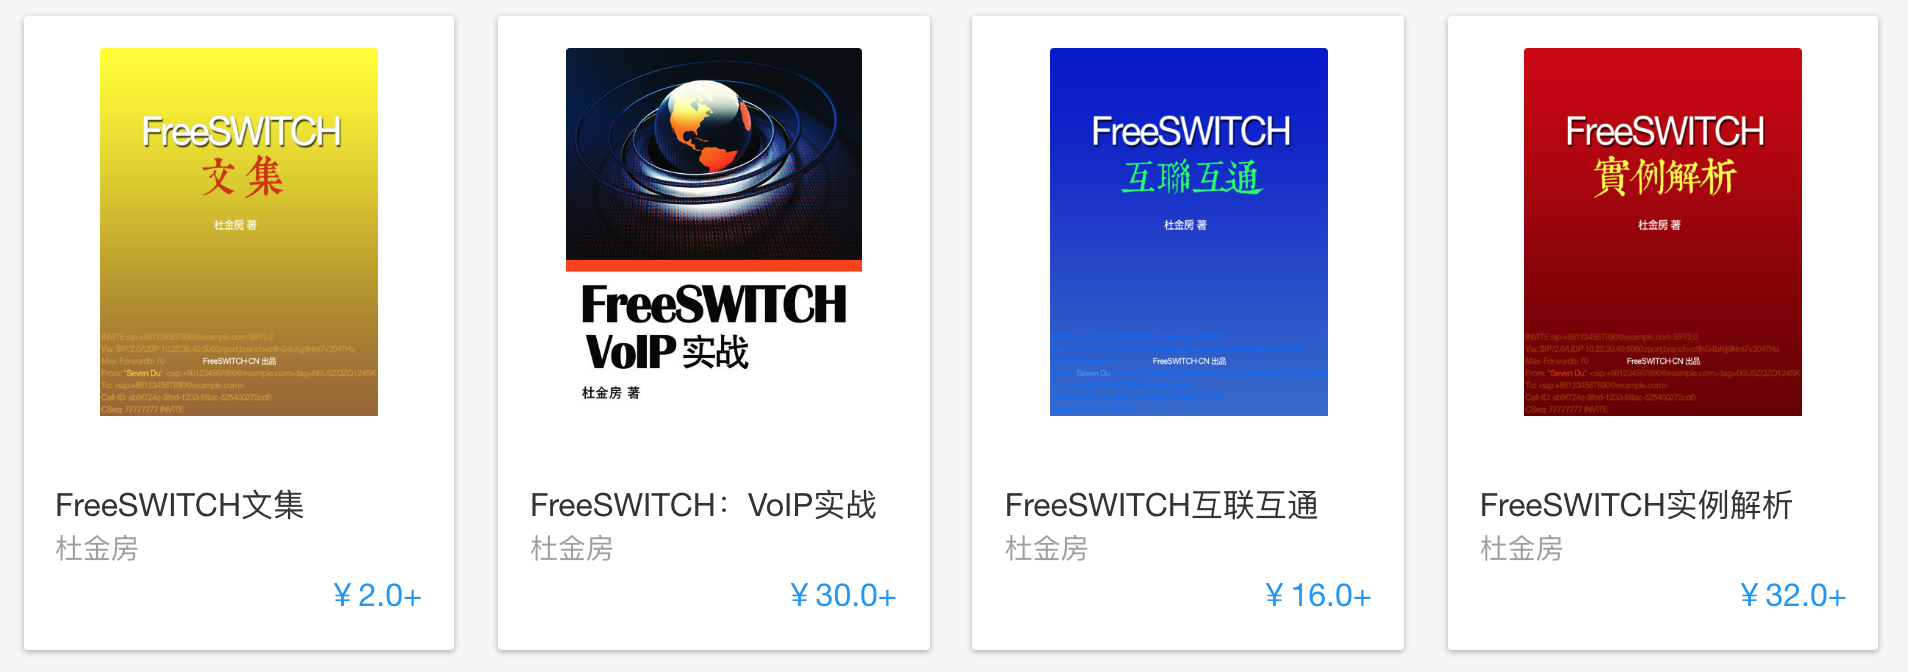 FreeSWITCH
文集
杜金房 著
INVITE sip:+861234567890@example.com SIP/2.0
Via: SIP/2.0/UDP 10.20.30.40:5060;rport;branch=z9hG4bKjj9Nm7v3047Ha
Max-Forwards: 70
FreeSWITCH-CN 出品
From: "Seven Du" <sip:+861234567890@example.com>;tag=B0U9ZQZQ124SK
To: <sip:+861234567890@example.com>
Call-ID: eb9f724e-9fed-1233-88ac-525400272cd0
CSeq: 77777777 INVITE
FreeSWITCH文集
杜金房
¥ 2.0+
FreeSWITCH
VoIP 实战
杜金房 著
FreeSWITCH：VoIP实战
杜金房
¥ 30.0+
FreeSWITCH
互聯互通
杜金房 著
FreeSWITCH-CN 出品
Seven Du
FreeSWITCH互联互通
杜金房
¥ 16.0+
FreeSWITCH
實例解析
杜金房 著
INVITE sip:+861234567890@example.com SIP/2.0
Via: SIP/2.0/UDP 10.20.30.40:5060;rport;branch=z9hG4bKjj9Nm7v3047Ha
Max-Forwards: 70
FreeSWITCH-CN 出品
From: "Seven Du" <sip:+861234567890@example.com>;tag=B0U9ZQZQ124SK
To: <sip:+861234567890@example.com>
Call-ID: eb9f724e-9fed-1233-88ac-525400272cd0
CSeq: 77777777 INVITE
FreeSWITCH实例解析
杜金房
¥ 32.0+